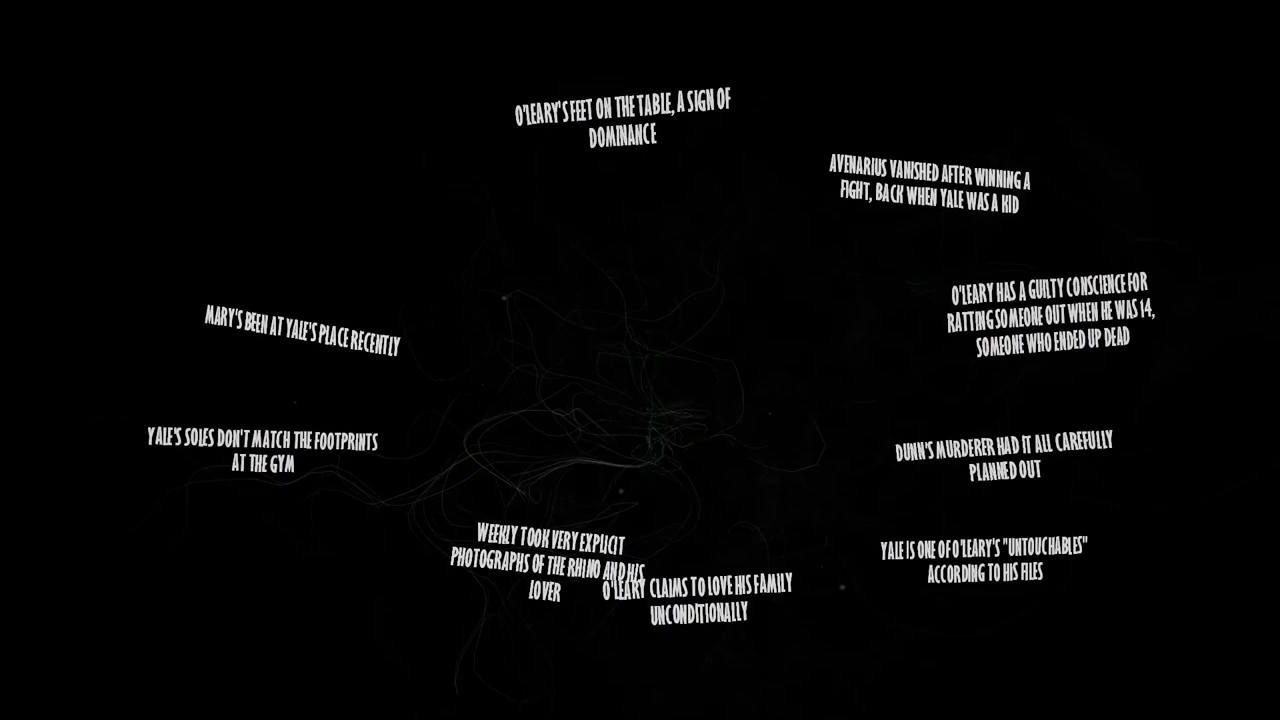 O'LEARY'S FEET ON THE TABLE, A SIGN OF
DOMINANCE
AVENARIUS VANISHED AFTER WINNING A
FIGHT, BACK WHEN YALE WAS A KID
O'LEARY HAS A GUILTY CONSCIENCE FOR
RATTING SOMEONE OUT WHEN HE WAS 14,
SOMEONE WHO ENDED UP DEAD
MARY'S BEEN AT YALE'S PLACE RECENTLY
YALE'S SOLES DON'T MATCH THE FOOTPRINTS
AT THE GYM
DUNN'S MURDERER HAD IT ALL CAREFULLY
PLANNED OUT
WEEKLY TOOK VERY EXPLICIT
PHOTOGRAPHS OF THE RHINO AND HIS
LOVER
O'LEARY CLAIMS TO LOVE HIS FAMILY
UNCONDITIONALLY
YALE IS ONE OF O'LEARY'S "UNTOUCHABLES"
ACCORDING TO HIS FILES